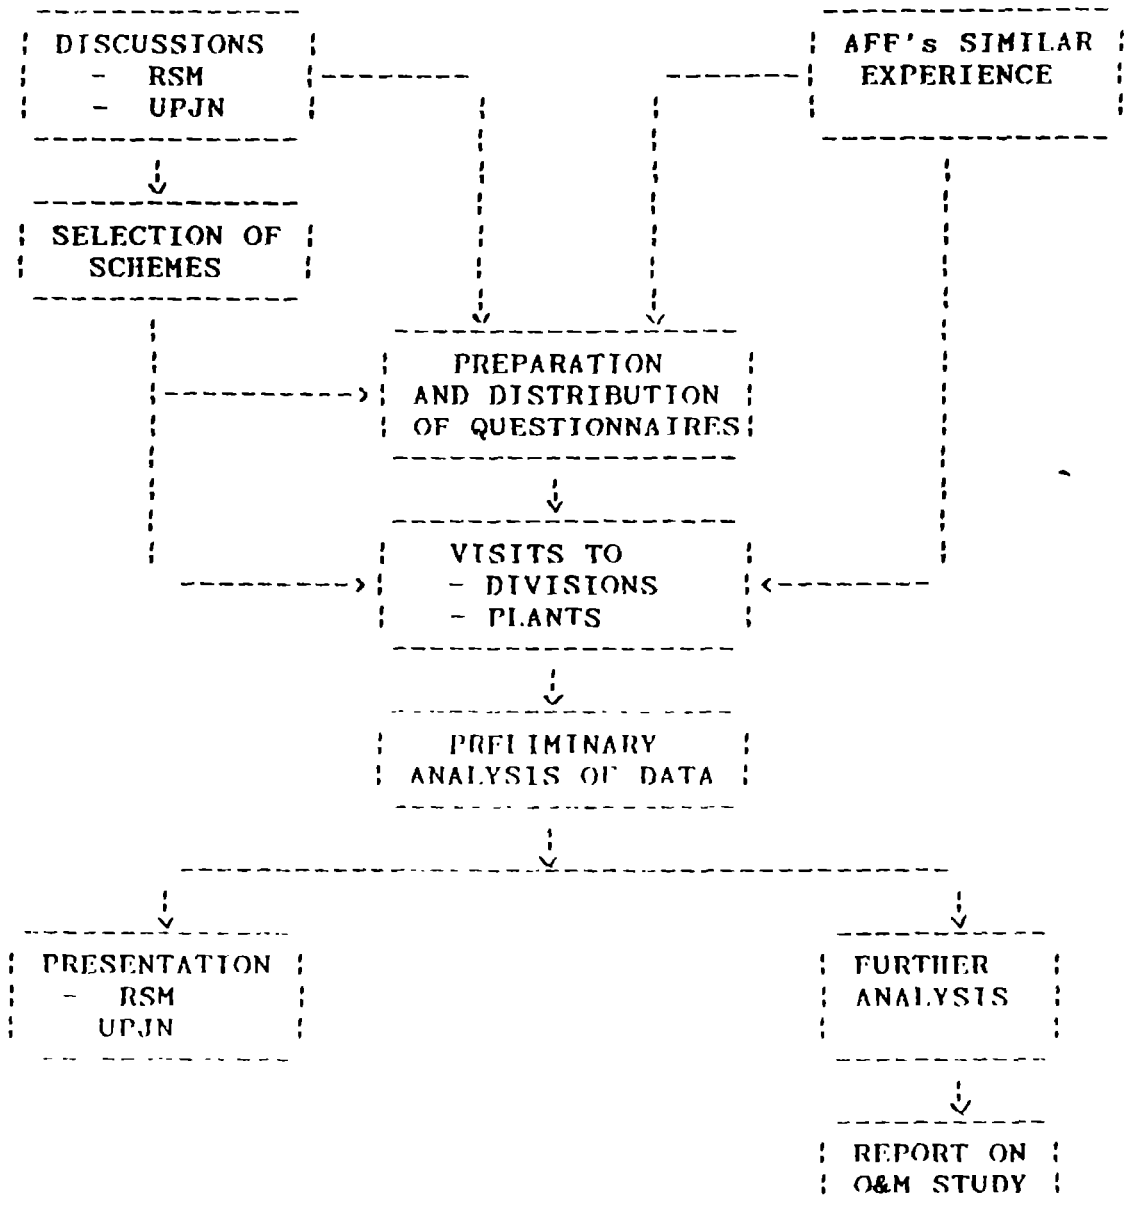 DISCUSSIONS
- RSM
- UPJN
AFF's SIMILAR
EXPERIENCE
SELECTION OF
SCHEMES
PREPARATION
AND DISTRIBUTION
OF QUESTIONNAIRES
VISITS TO
- DIVISIONS
- PLANTS
PRELIMINARY
ANALYSIS OF DATA
PRESENTATION
- RSM
UPJN
FURTHER
ANALYSIS
REPORT ON
O&M STUDY